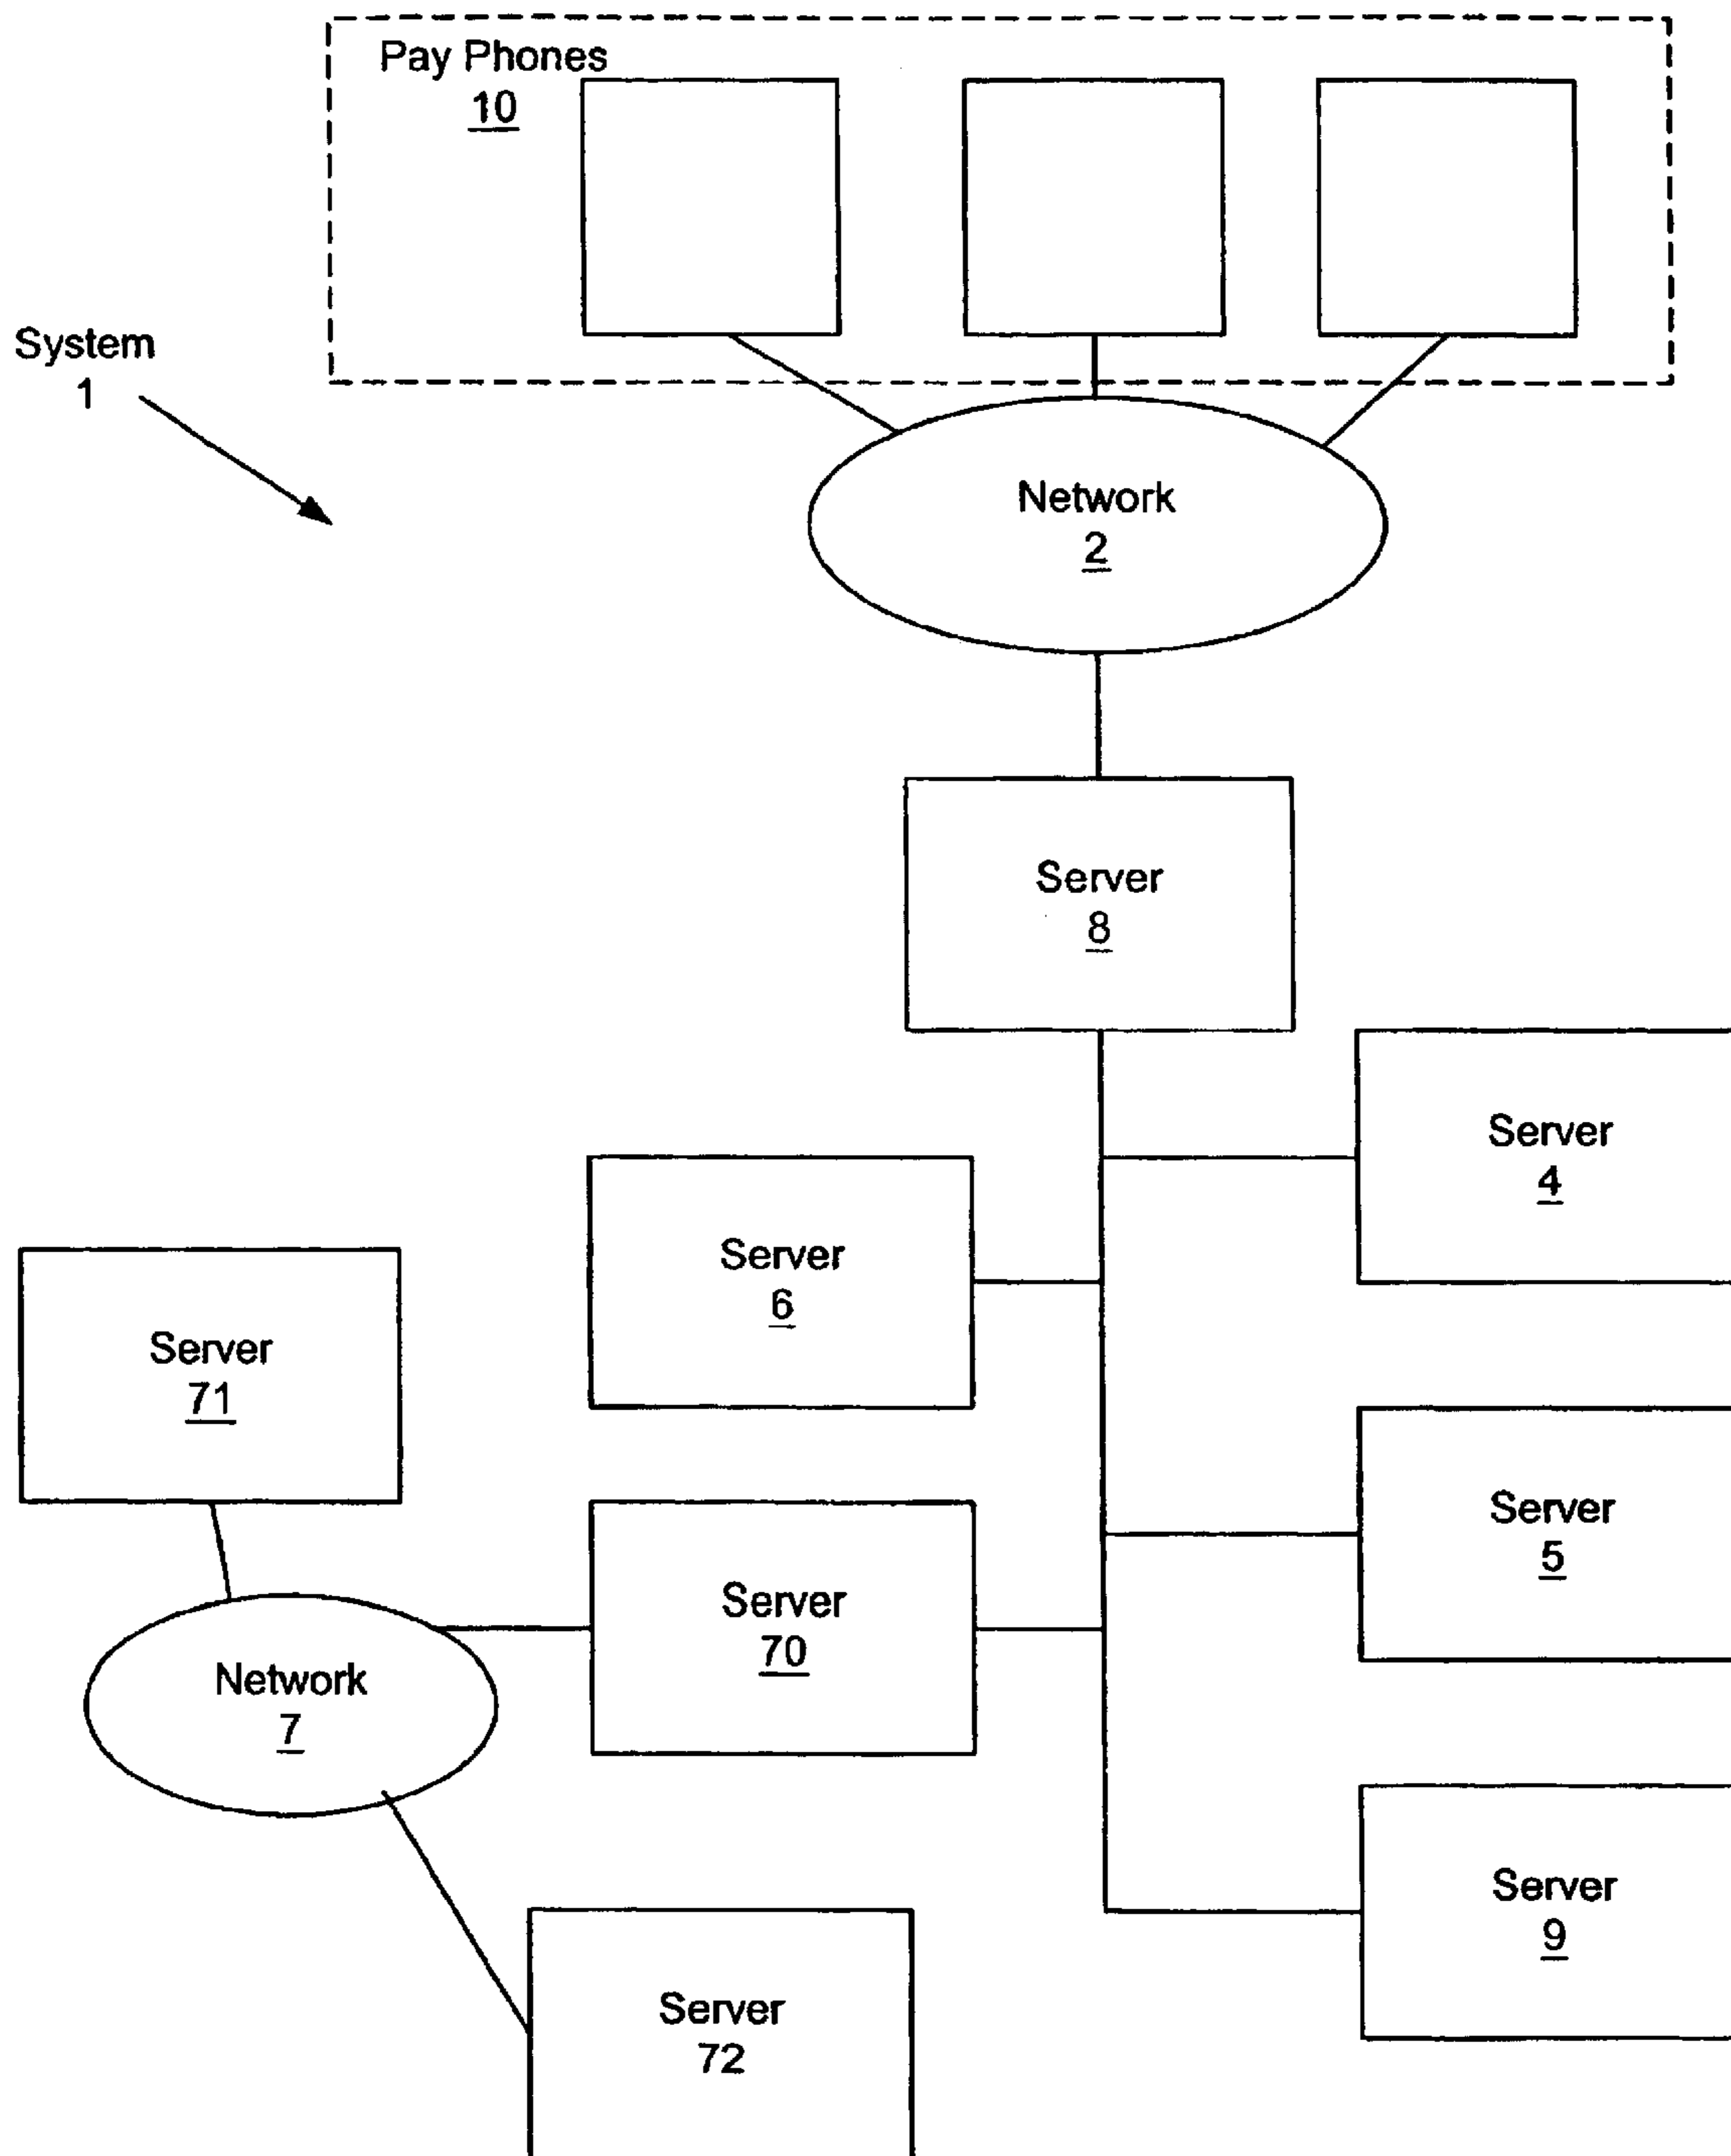 Pay Phones
10
System
1
Network
2
Server
8
Server
4
Server
6
Server
71
Server
5
Server
70
Network
7
Server
9
Server
72